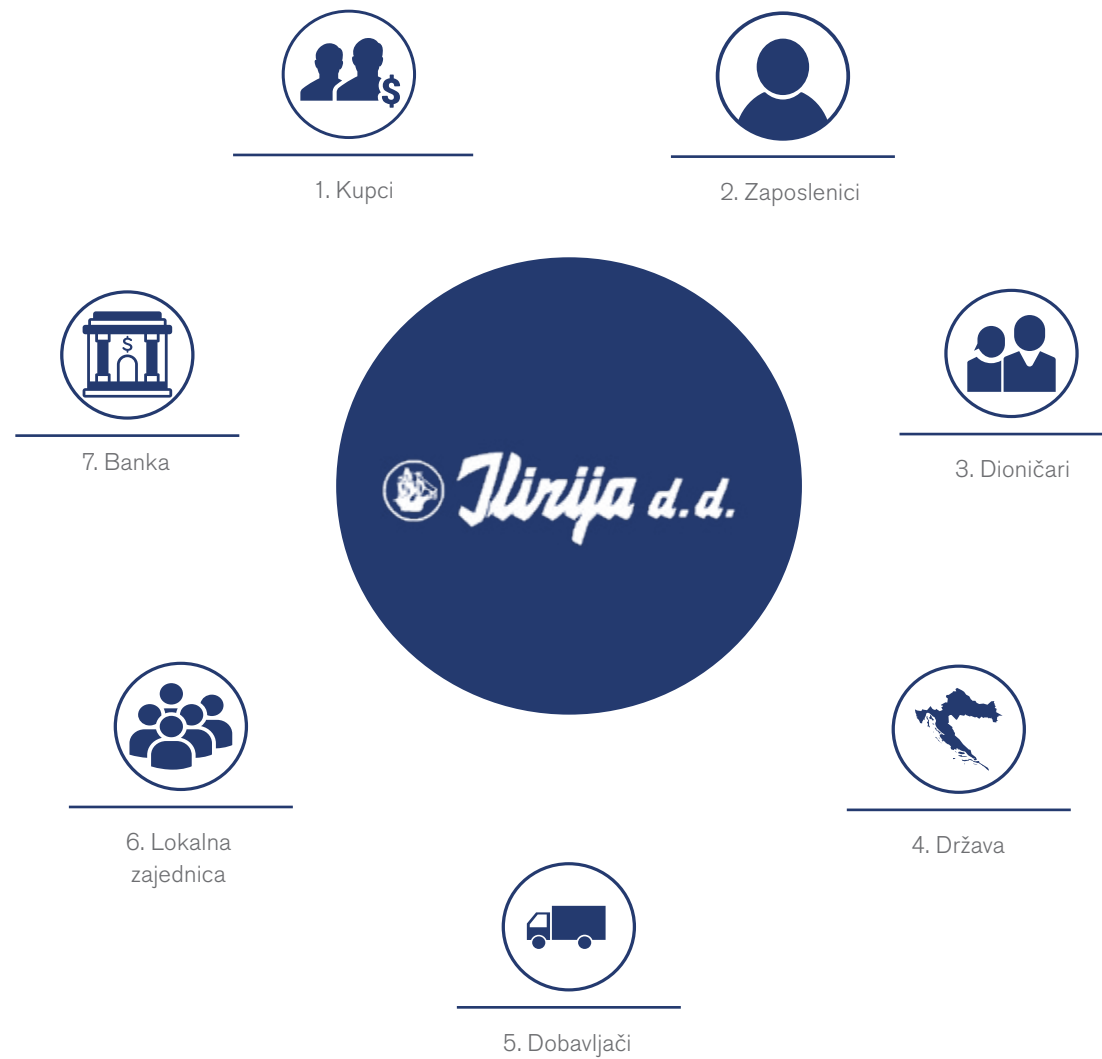 $
1. Kupci
2. Zaposlenici
$
7. Banka
3. Dioničari
Ilirija d.d.
6. Lokalna
zajednica
4. Država
5. Dobavljači